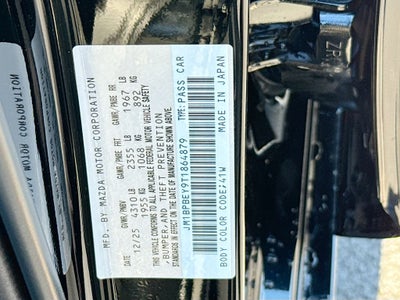 MFD. BY MAZDA MOTOR CORPORATION
DATE GVWR/PNBV GAWR/PNBE FRT GAWR/PNBE RR
12/25 4310 LB 2355 LB 1967 LB
1955 KG 1068 KG 892 KG
THIS VEHICLE CONFORMS TO ALL APPLICABLE FEDERAL MOTOR VEHICLE SAFETY
,BUMPER,AND THEFT PREVENTION
STANDARDS IN EFFECT ON THE DATE OF MANUFACTURE SHOWN ABOVE.
JM1BPBEY9T1864879 TYPE:PASS CAR
BODY COLOR CODE:41W MADE IN JAPAN
MOTOR CORPORATION